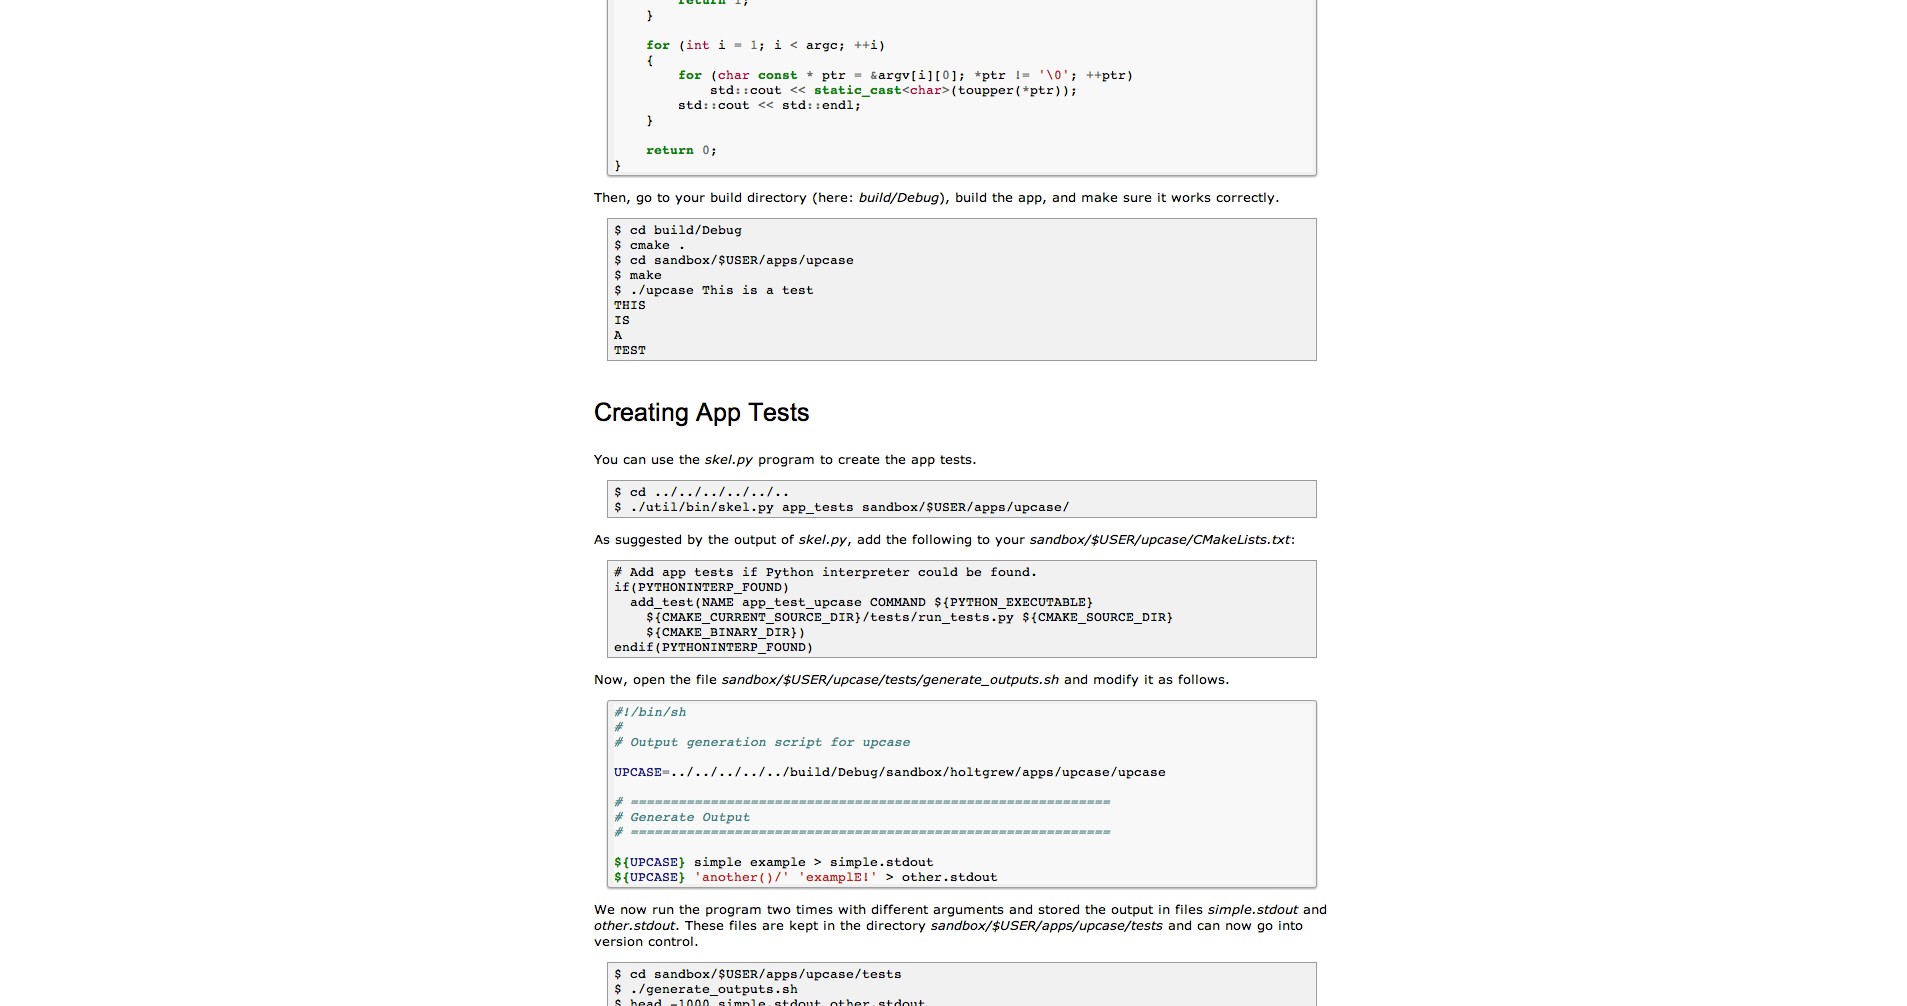 return 1;
}
for (int i = 1; i < argc; ++i)
{
for (char const * ptr = &argv[i][0]; *ptr != '\0'; ++ptr)
std::cout << static_cast<char>(toupper(*ptr));
std::cout << std::endl;
}
return 0;
}
Then, go to your build directory (here: build/Debug), build the app, and make sure it works correctly.
$ cd build/Debug
$ cmake .
$ cd sandbox/$USER/apps/upcase
$ make
$ ./upcase This is a test
THIS
IS
A
TEST
Creating App Tests
You can use the skel.py program to create the app tests.
$ cd ../../../../../..
$ ./util/bin/skel.py app_tests sandbox/$USER/apps/upcase/
As suggested by the output of skel.py, add the following to your sandbox/$USER/upcase/CMakeLists.txt:
# Add app tests if Python interpreter could be found.
if(PYTHONINTERP_FOUND)
add_test(NAME app_test_upcase COMMAND ${PYTHON_EXECUTABLE}
${CMAKE_CURRENT_SOURCE_DIR}/tests/run_tests.py ${CMAKE_SOURCE_DIR}
${CMAKE_BINARY_DIR})
endif(PYTHONINTERP_FOUND)
Now, open the file sandbox/$USER/upcase/tests/generate_outputs.sh and modify it as follows.
#!/bin/sh
#
# Output generation script for upcase
UPCASE=../../../../../build/Debug/sandbox/holtgrew/apps/upcase/upcase
# ============================================================
# Generate Output
# ============================================================
${UPCASE} simple example > simple.stdout
${UPCASE} 'another()/' 'examplE!' > other.stdout
We now run the program two times with different arguments and stored the output in files simple.stdout and
other.stdout. These files are kept in the directory sandbox/$USER/apps/upcase/tests and can now go into
version control.
$ cd sandbox/$USER/apps/upcase/tests
$ ./generate_outputs.sh
$ head -1000 simple.stdout other.stdout